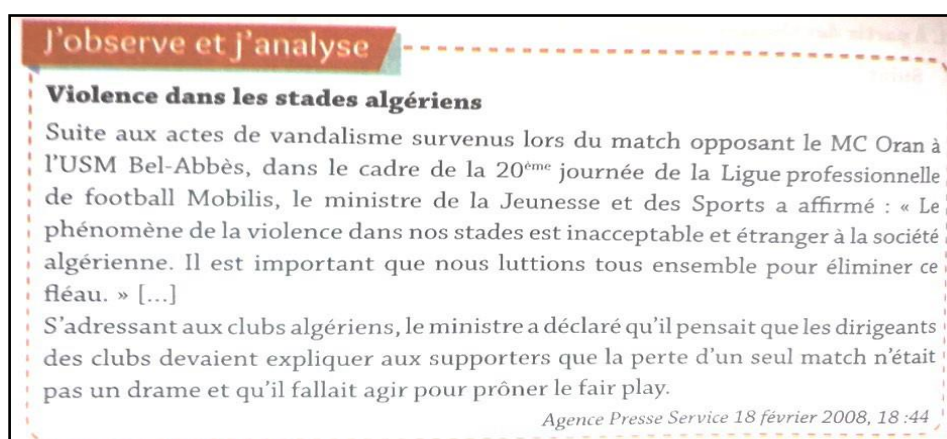 J'observe et j'analyse
Violence dans les stades algériens
Suite aux actes de vandalisme survenus lors du match opposant le MC Oran à
l'USM Bel-Abbès, dans le cadre de la 20ème journée de la Ligue professionnelle
de football Mobilis, le ministre de la Jeunesse et des Sports a affirmé : « Le
phénomène de la violence dans nos stades est inacceptable et étranger à la société
algérienne. Il est important que nous luttions tous ensemble pour éliminer ce
fléau. » [...]
S'adressant aux clubs algériens, le ministre a déclaré qu'il pensait que les dirigeants
des clubs devaient expliquer aux supporters que la perte d'un seul match n'était
pas un drame et qu'il fallait agir pour prôner le fair play.
Agence Presse Service 18 février 2008, 18 :44